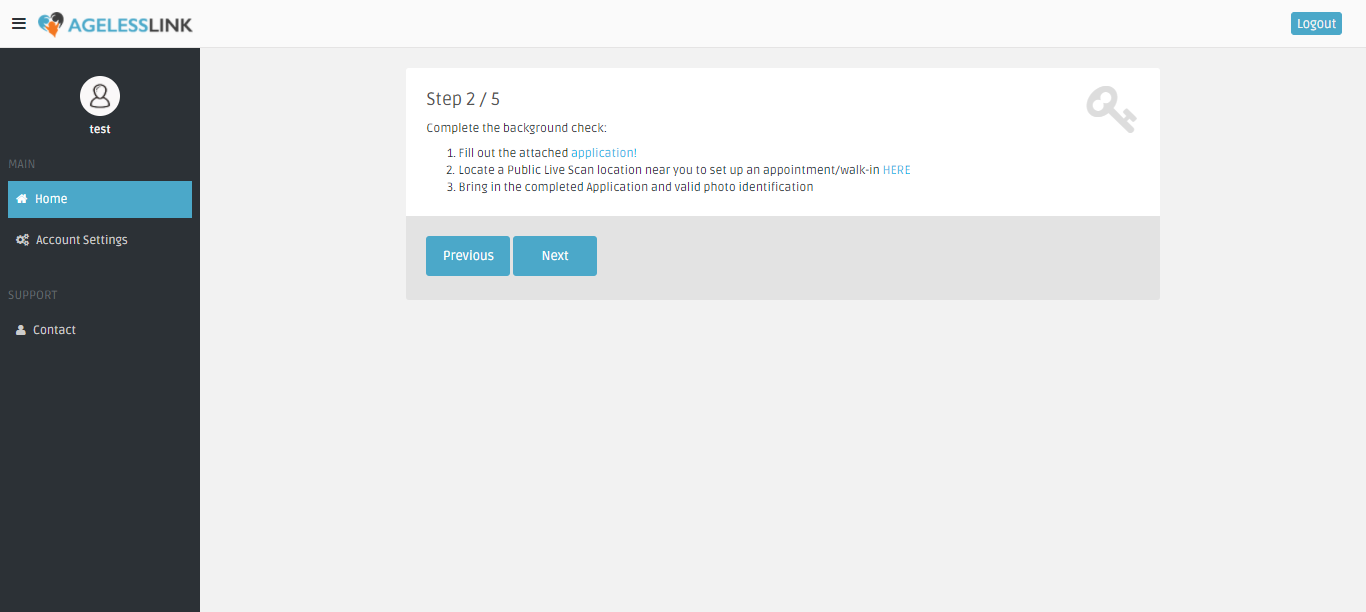 AGELESSLINK
Logout
test
MAIN
Home
Account Settings
SUPPORT
Contact
Step 2 / 5
Complete the background check:
1. Fill out the attached application!
2. Locate a Public Live Scan location near you to set up an appointment/walk-in HERE
3. Bring in the completed Application and valid photo identification
Previous
Next